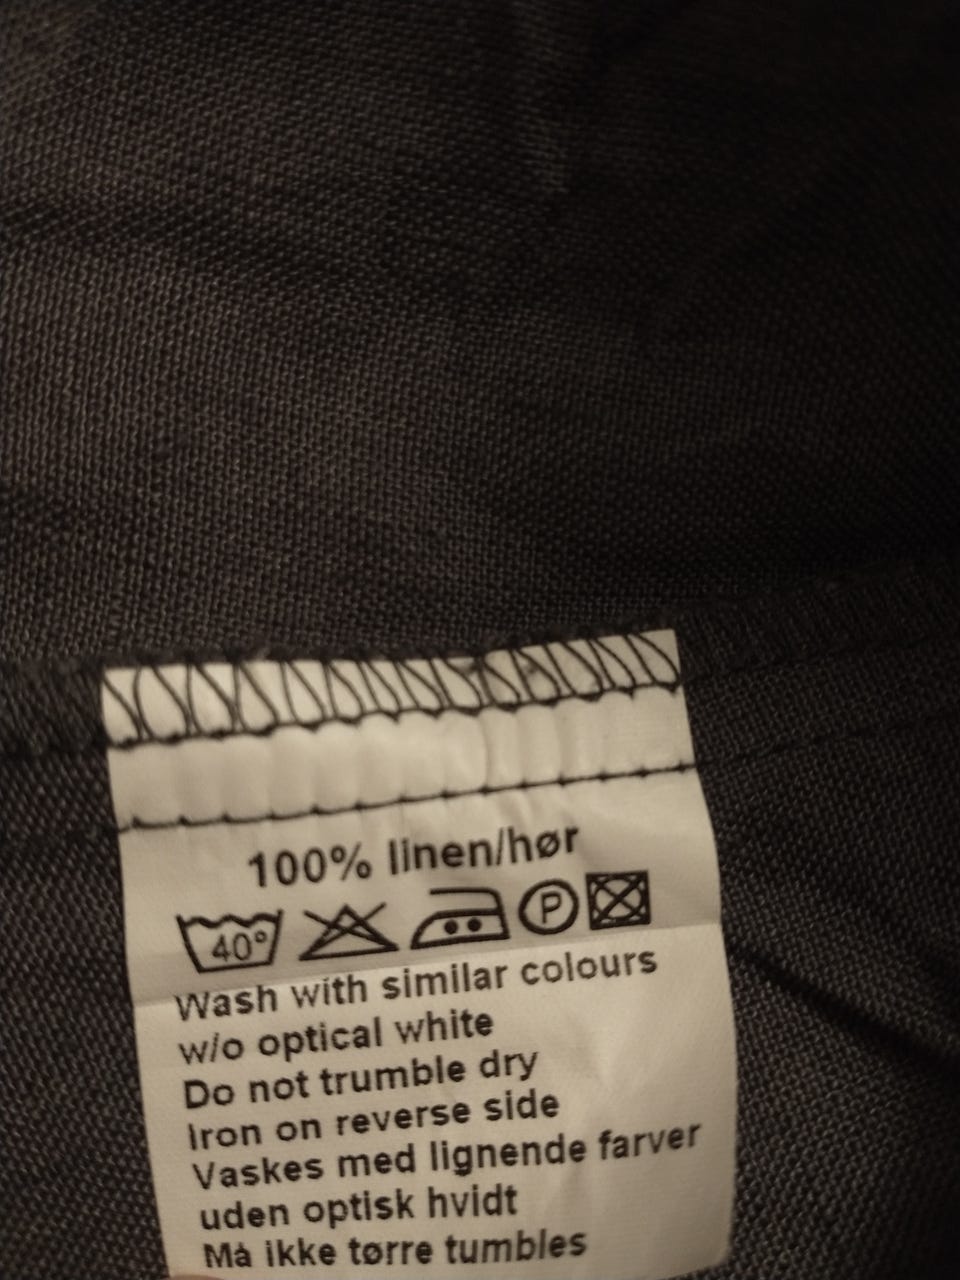 100% linen/hør
40° P
Wash with similar colours
w/o optical white
Do not trumble dry
Iron on reverse side
Vaskes med lignende farver
uden optisk hvidt
Må ikke tørre tumbles